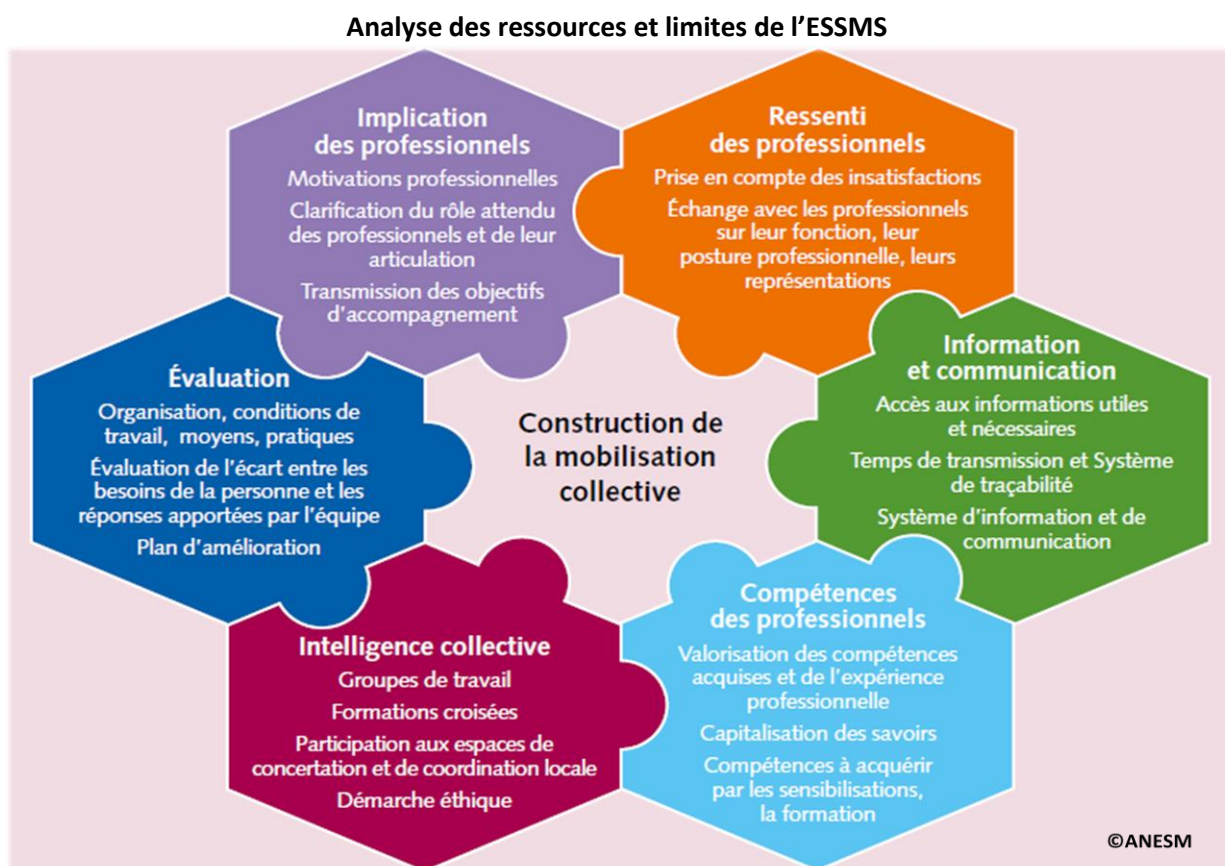 Analyse des ressources et limites de l’ESSMS
Implication
des professionnels
Motivations professionnelles
Clarification du rôle attendu
des professionnels et de leur
articulation
Transmission des objectifs
d’accompagnement
Ressenti
des professionnels
Prise en compte des insatisfactions
Échange avec les professionnels
sur leur fonction, leur
posture professionnelle, leurs
représentations
Évaluation
Organisation, conditions de
travail, moyens, pratiques
Évaluation de l’écart entre les
besoins de la personne et les
réponses apportées par l’équipe
Plan d’amélioration
Construction de
la mobilisation
collective
Information
et communication
Accès aux informations utiles
et nécessaires
Temps de transmission et Système
de traçabilité
Système d’information et de
communication
Intelligence collective
Groupes de travail
Formations croisées
Participation aux espaces de
concertation et de coordination locale
Démarche éthique
Compétences
des professionnels
Valorisation des compétences
acquises et de l’expérience
professionnelle
Capitalisation des savoirs
Compétences à acquérir
par les sensibilisations,
la formation
©ANESM